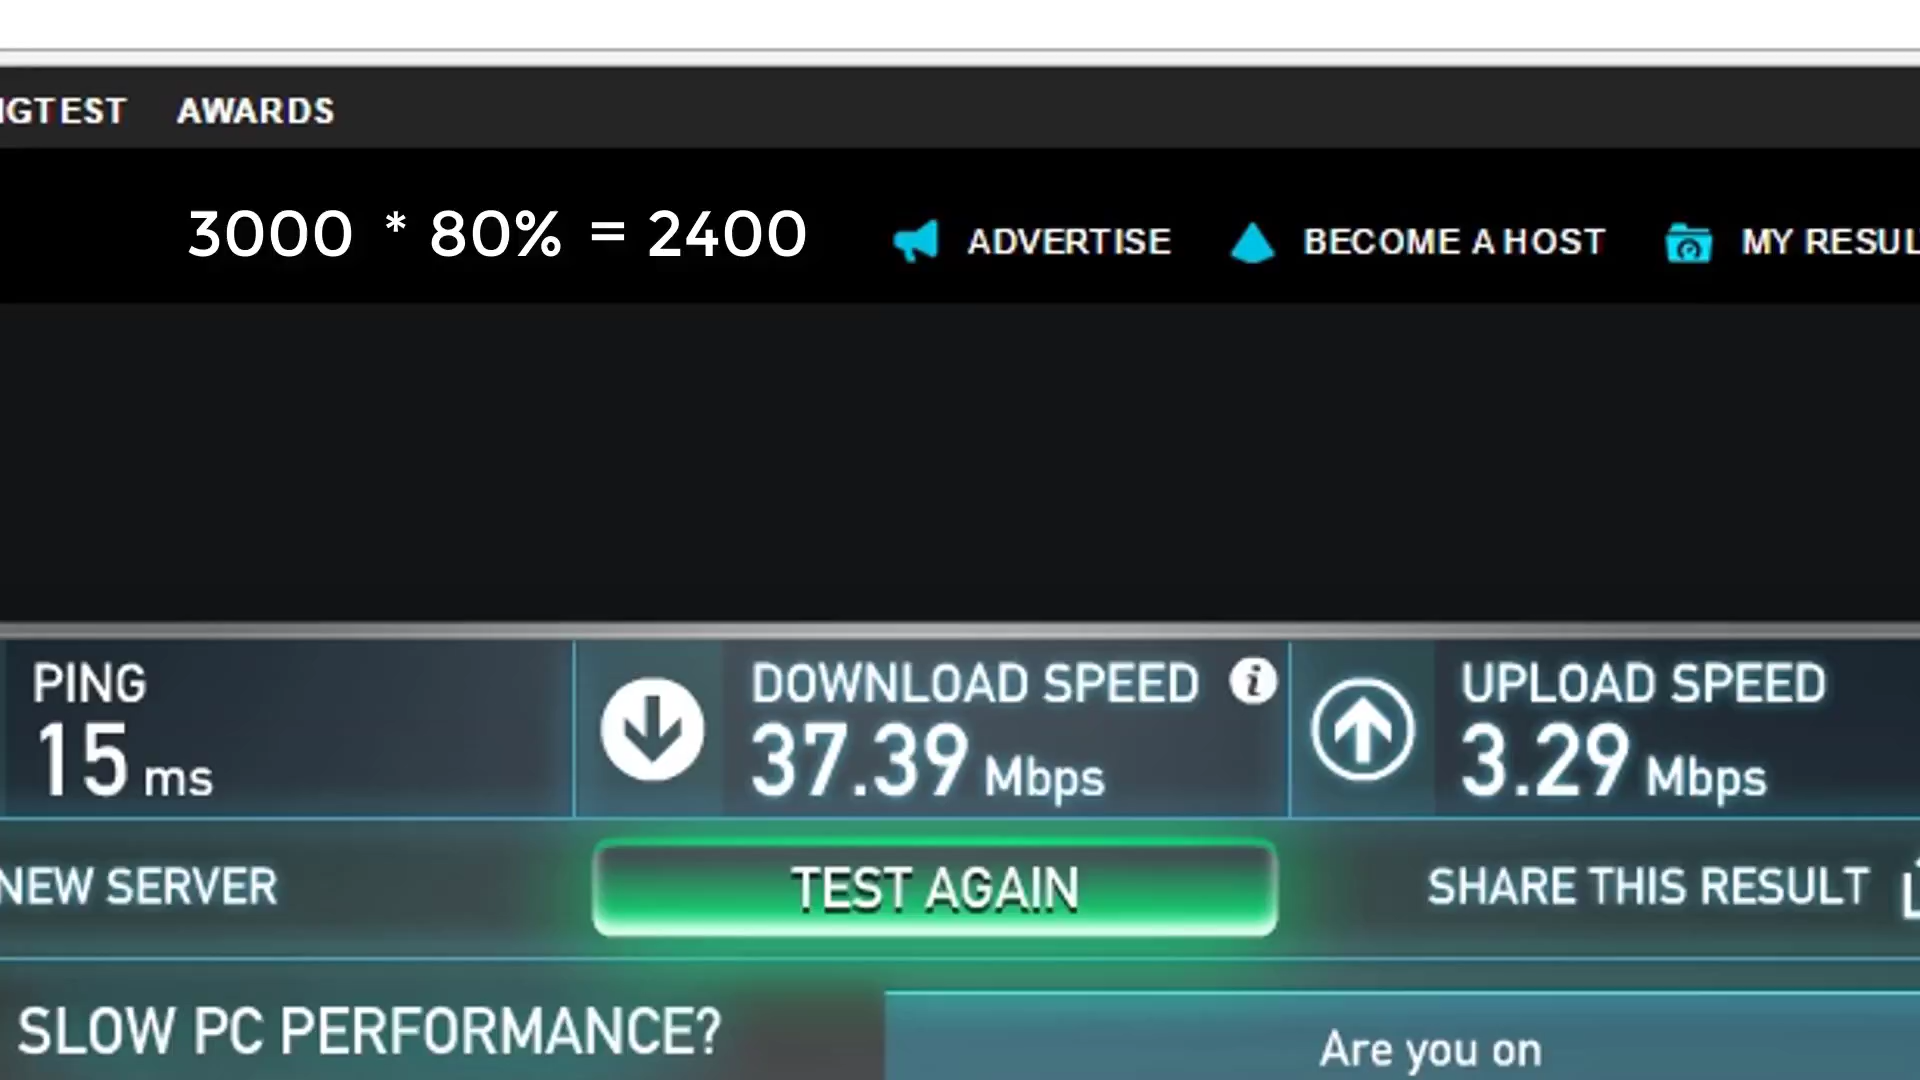 NGTEST AWARDS
3000 * 80% = 2400 ADVERTISE BECOME A HOST MY RESUL
PING DOWNLOAD SPEED i UPLOAD SPEED
15 ms 37.39 Mbps 3.29 Mbps
NEW SERVER TEST AGAIN SHARE THIS RESULT
SLOW PC PERFORMANCE?
Are you on